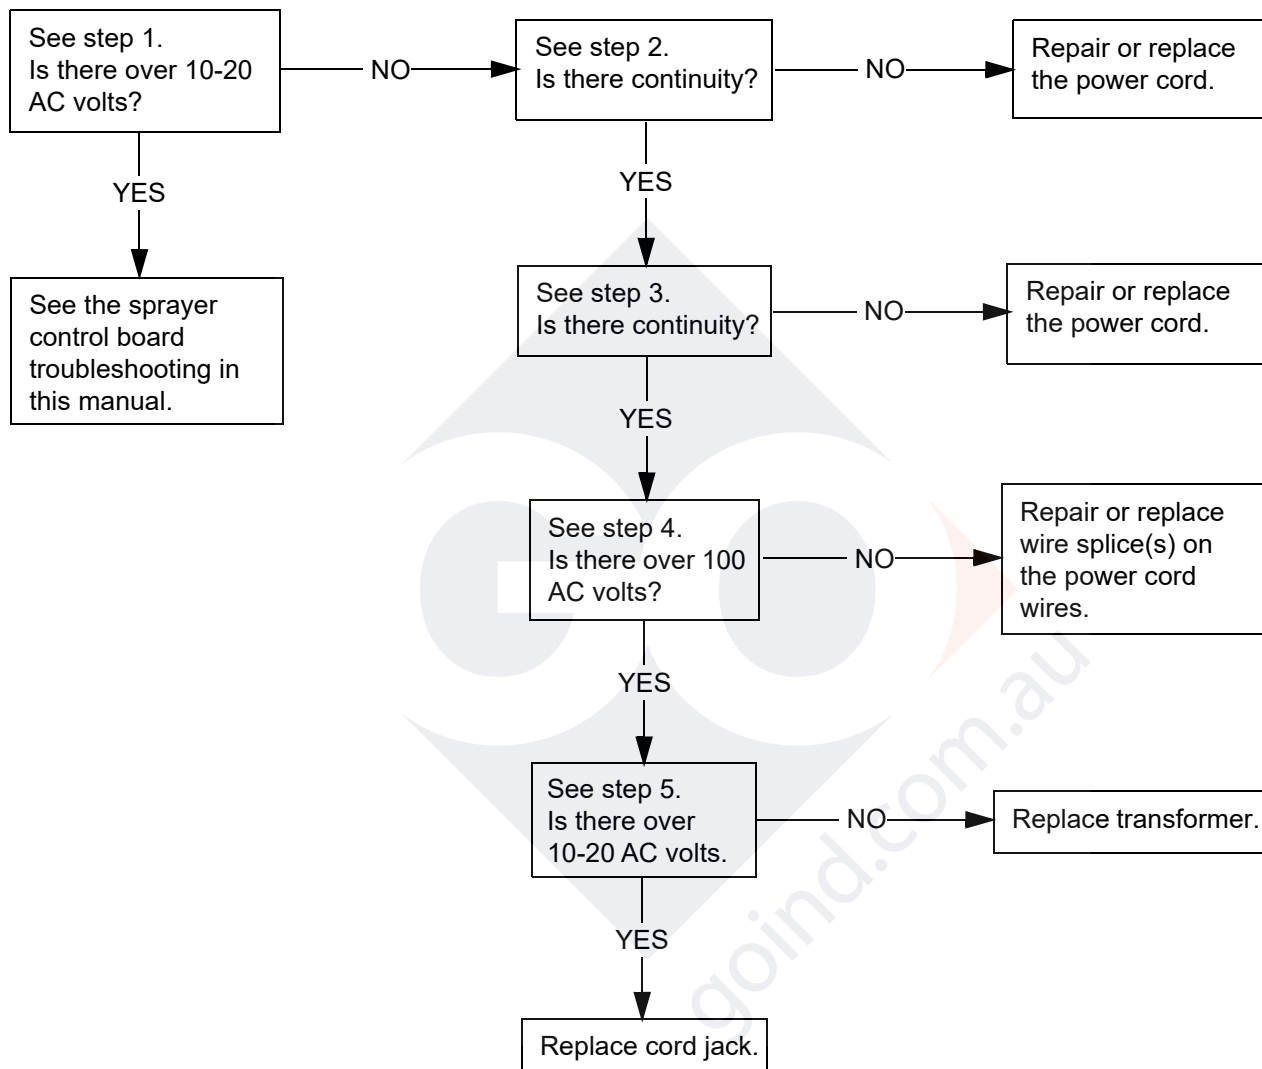 See step 1.
Is there over 10-20
AC volts?
NO
See step 2.
Is there continuity?
NO
Repair or replace
the power cord.
YES
See the sprayer
control board
troubleshooting in
this manual.
YES
See step 3.
Is there continuity?
NO
Repair or replace
the power cord.
YES
See step 4.
Is there over 100
AC volts?
NO
Repair or replace
wire splice(s) on
the power cord
wires.
YES
See step 5.
Is there over
10-20 AC volts.
NO
Replace transformer.
YES
Replace cord jack.
goind.com.au